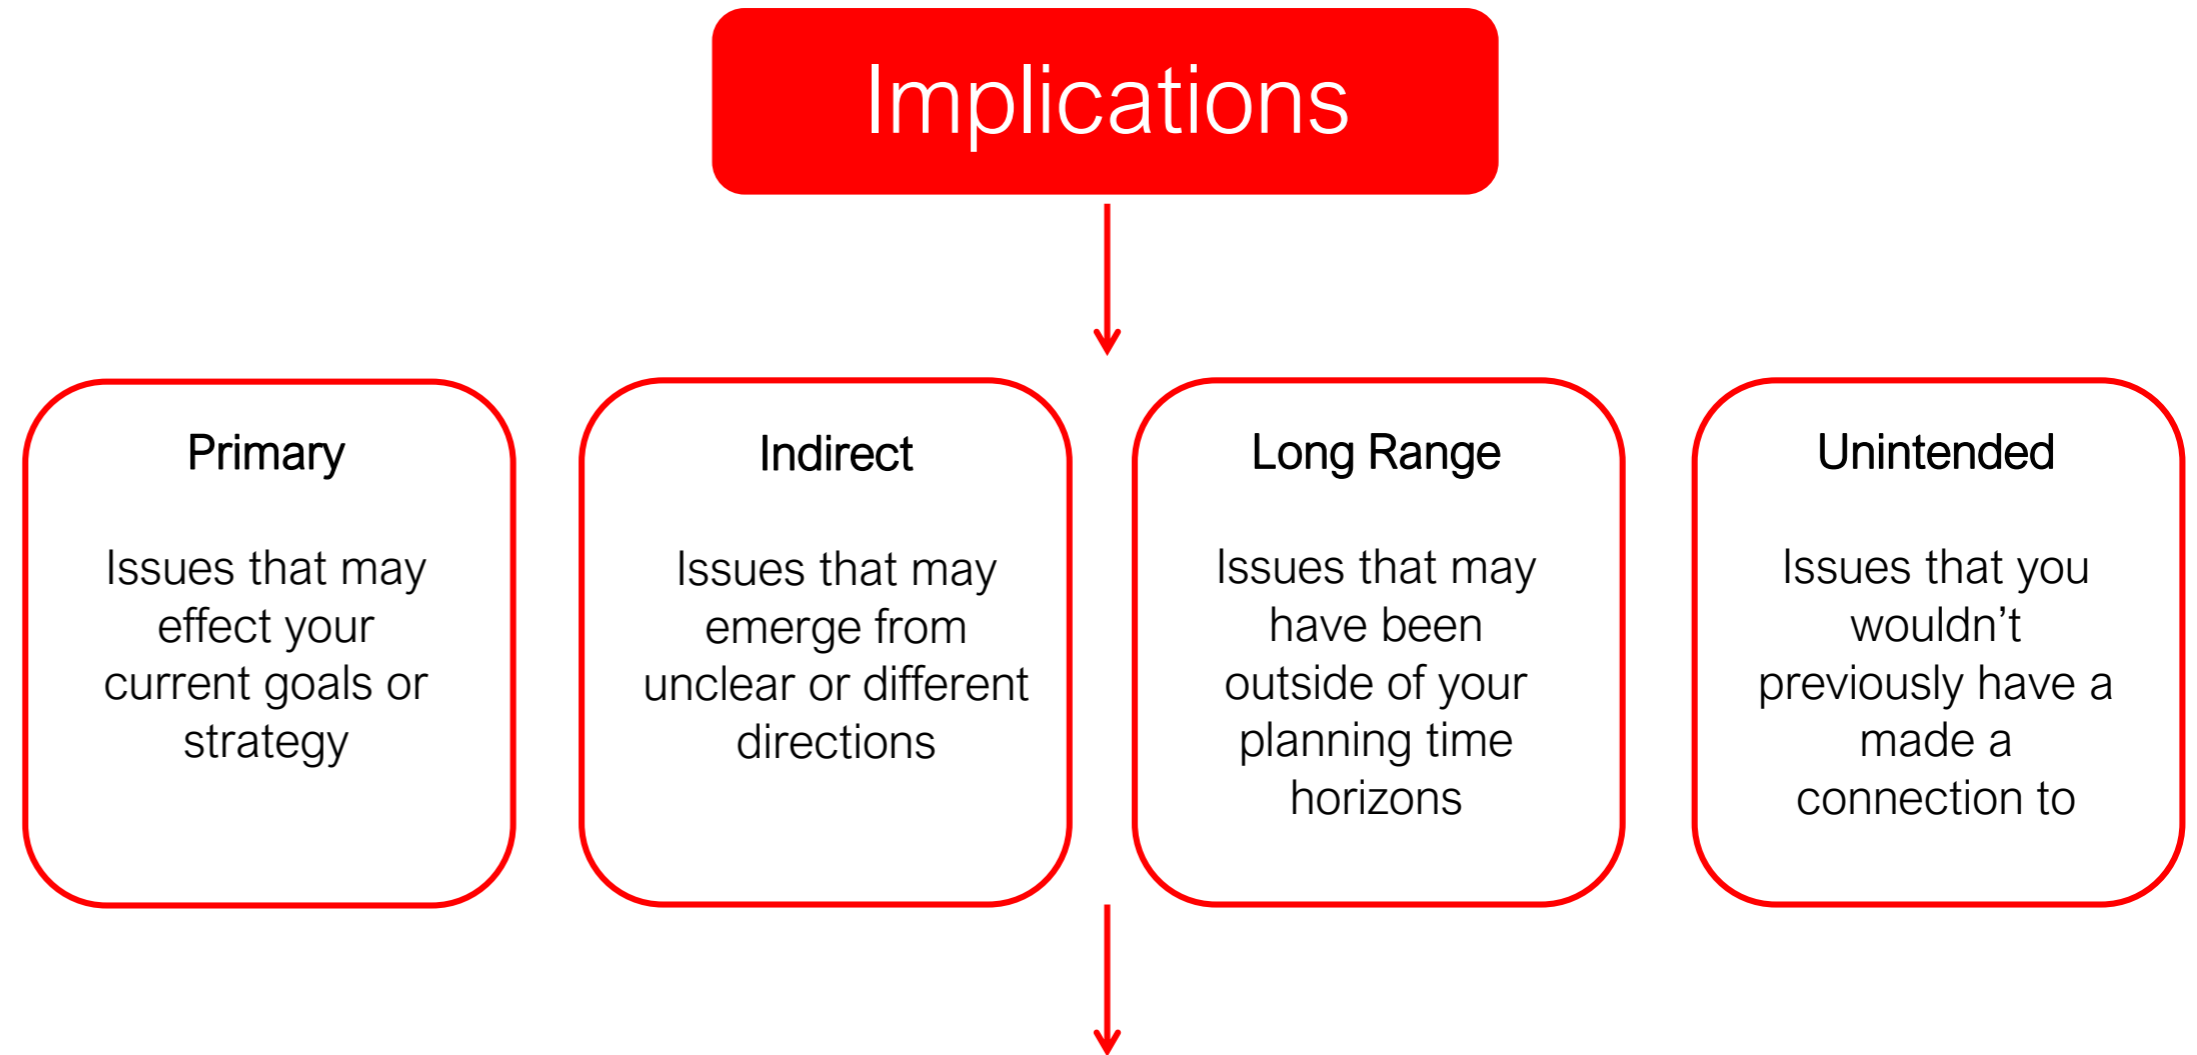 Implications
Primary
Issues that may
effect your
current goals or
strategy
Indirect
Issues that may
emerge from
unclear or different
directions
Long Range
Issues that may
have been
outside of your
planning time
horizons
Unintended
Issues that you
wouldn’t
previously have a
made a
connection to